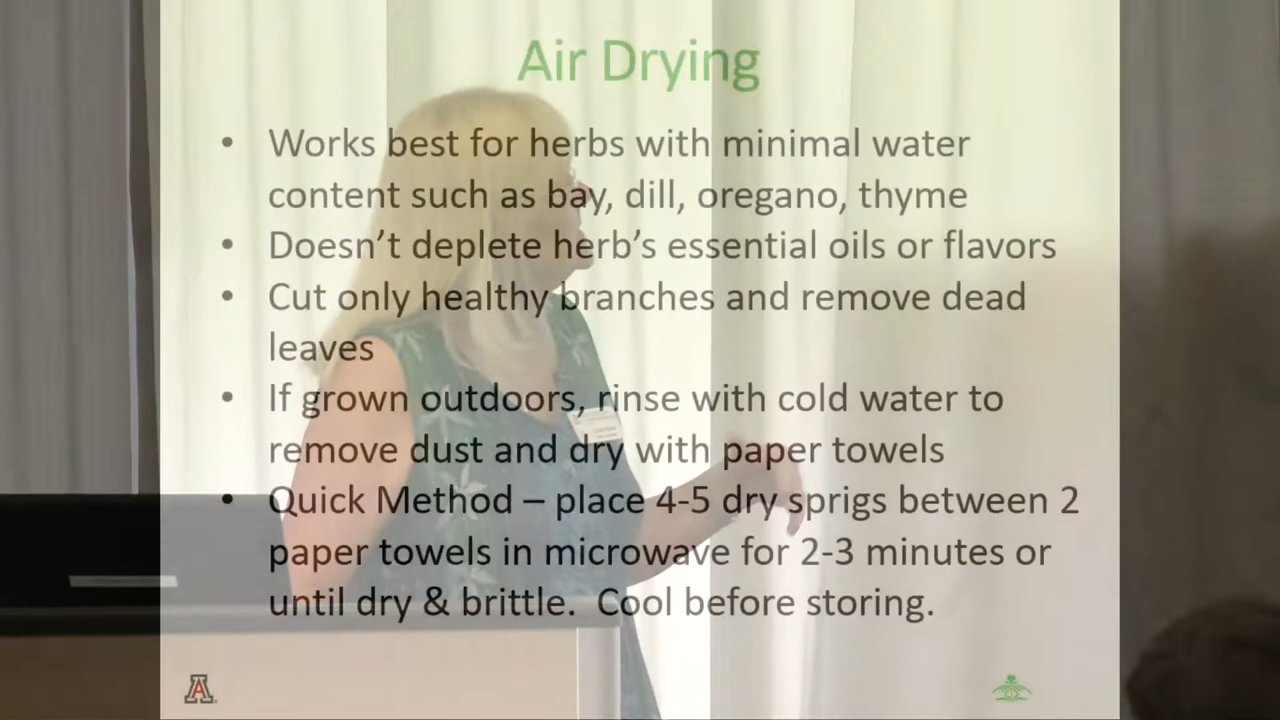 Air Drying
• Works best for herbs with minimal water
content such as bay, dill, oregano, thyme
• Doesn’t deplete herb’s essential oils or flavors
• Cut only healthy branches and remove dead
leaves
• If grown outdoors, rinse with cold water to
remove dust and dry with paper towels
• Quick Method – place 4-5 dry sprigs between 2
paper towels in microwave for 2-3 minutes or
until dry & brittle.  Cool before storing.
A